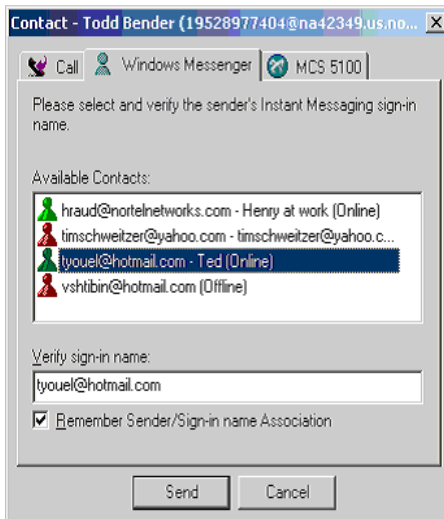 Contact - Todd Bender (19528977404@na42349.us.no...
Call Windows Messenger MCS 5100
Please select and verify the sender's Instant Messaging sign-in
name.
Available Contacts:
hraud@nortelnetworks.com - Henry at work (Online)
timschweitzer@yahoo.com - timschweitzer@yahoo.c...
tyouel@hotmail.com - Ted (Online)
vshtibin@hotmail.com (Offline)
Verify sign-in name:
tyouel@hotmail.com
Remember Sender/Sign-in name Association
Send Cancel